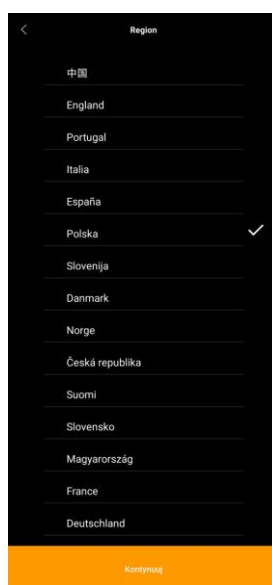 Region
中国
England
Portugal
Italia
España
Polska
Slovenija
Danmark
Norge
Česká republika
Suomi
Slovensko
Magyarország
France
Deutschland
Kontynuuj